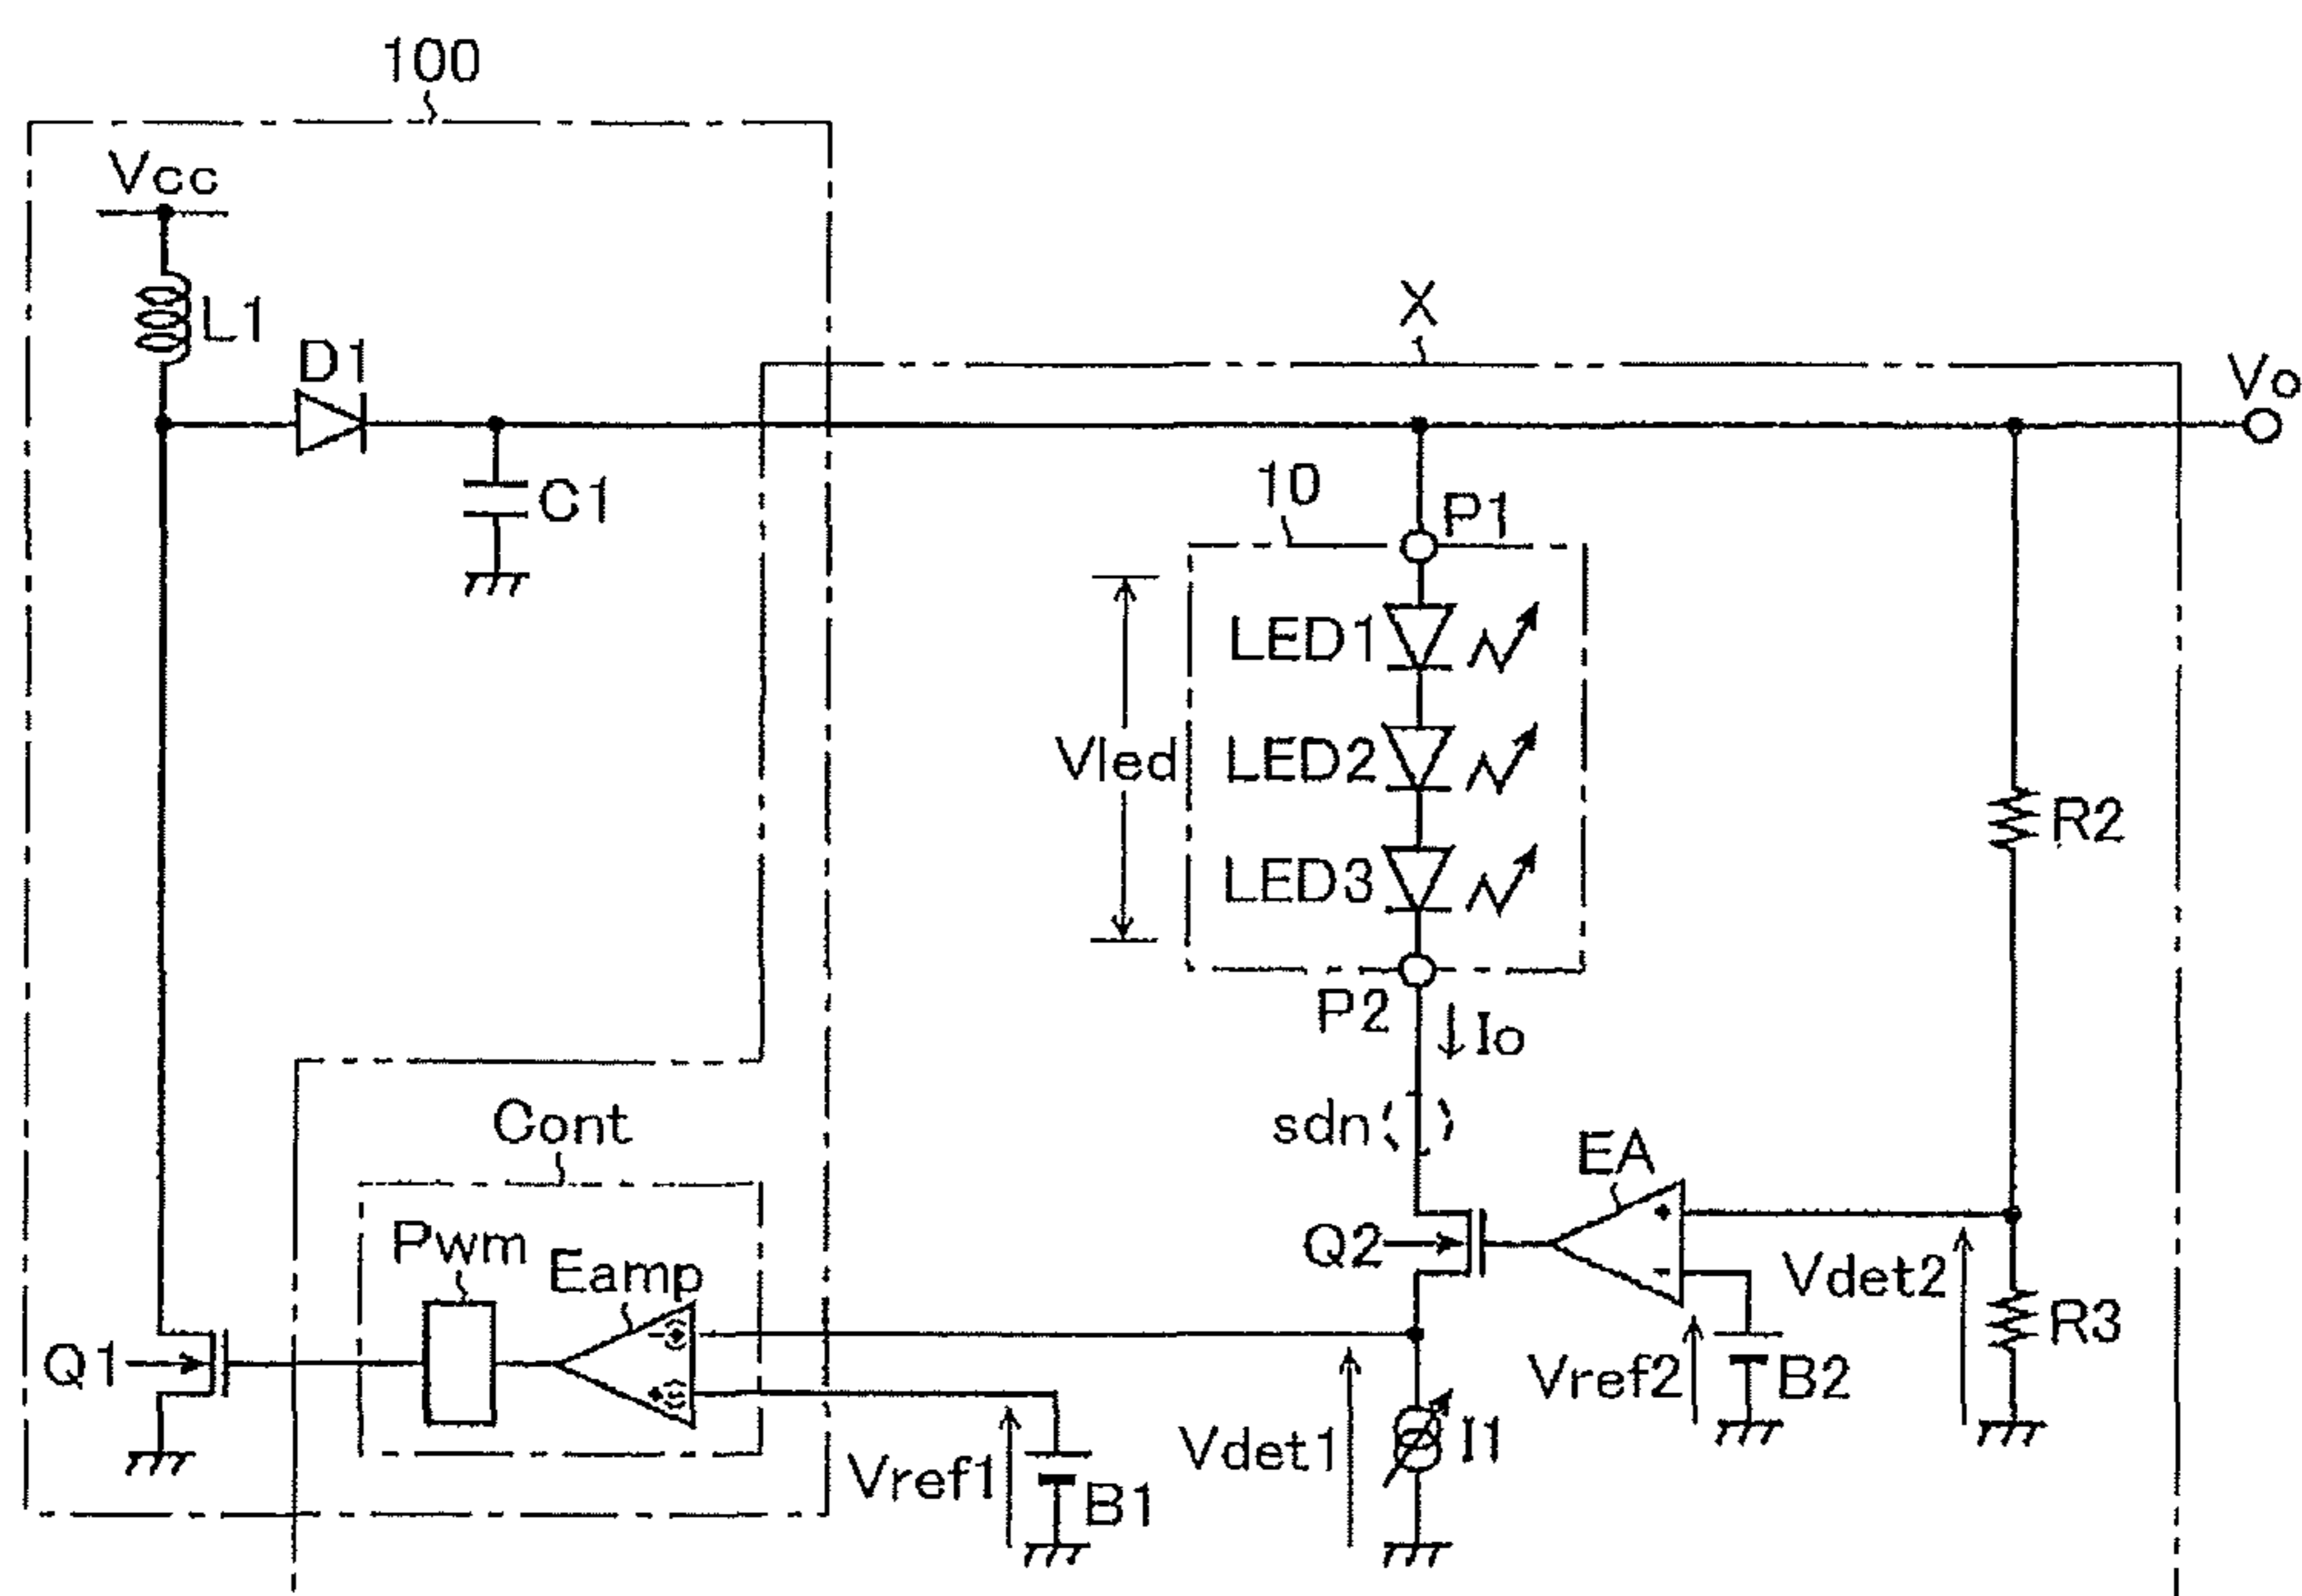 100
Vcc
L1
D1
C1
X
Vo
10
P1
LED1
Vled
LED2
LED3
R2
P2
Io
sdn
Cont
EA
Pwm
Eamp
Q2
Vdet2
R3
Q1
Vref2
B2
Vref1
B1
Vdet1
I1